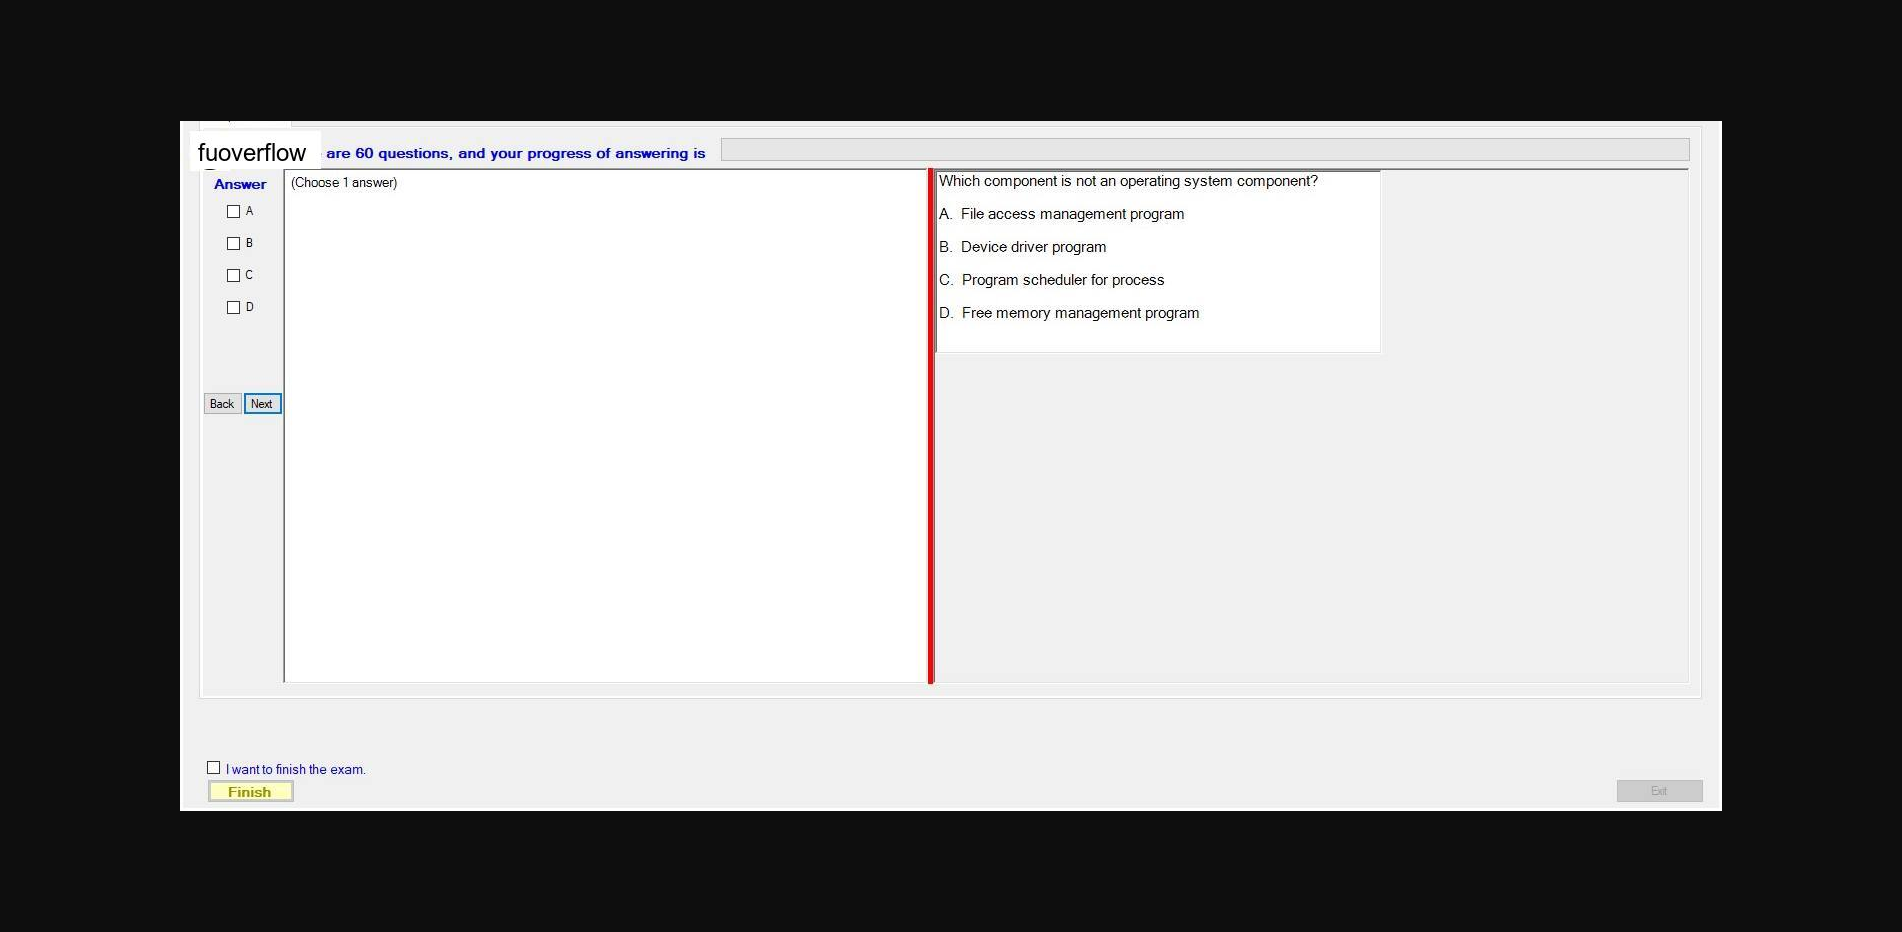 fuoverflow are 60 questions, and your progress of answering is
Answer
(Choose 1 answer)
A
B
C
D
Back Next
Which component is not an operating system component?
A. File access management program
B. Device driver program
C. Program scheduler for process
D. Free memory management program
I want to finish the exam.
Finish
Exit